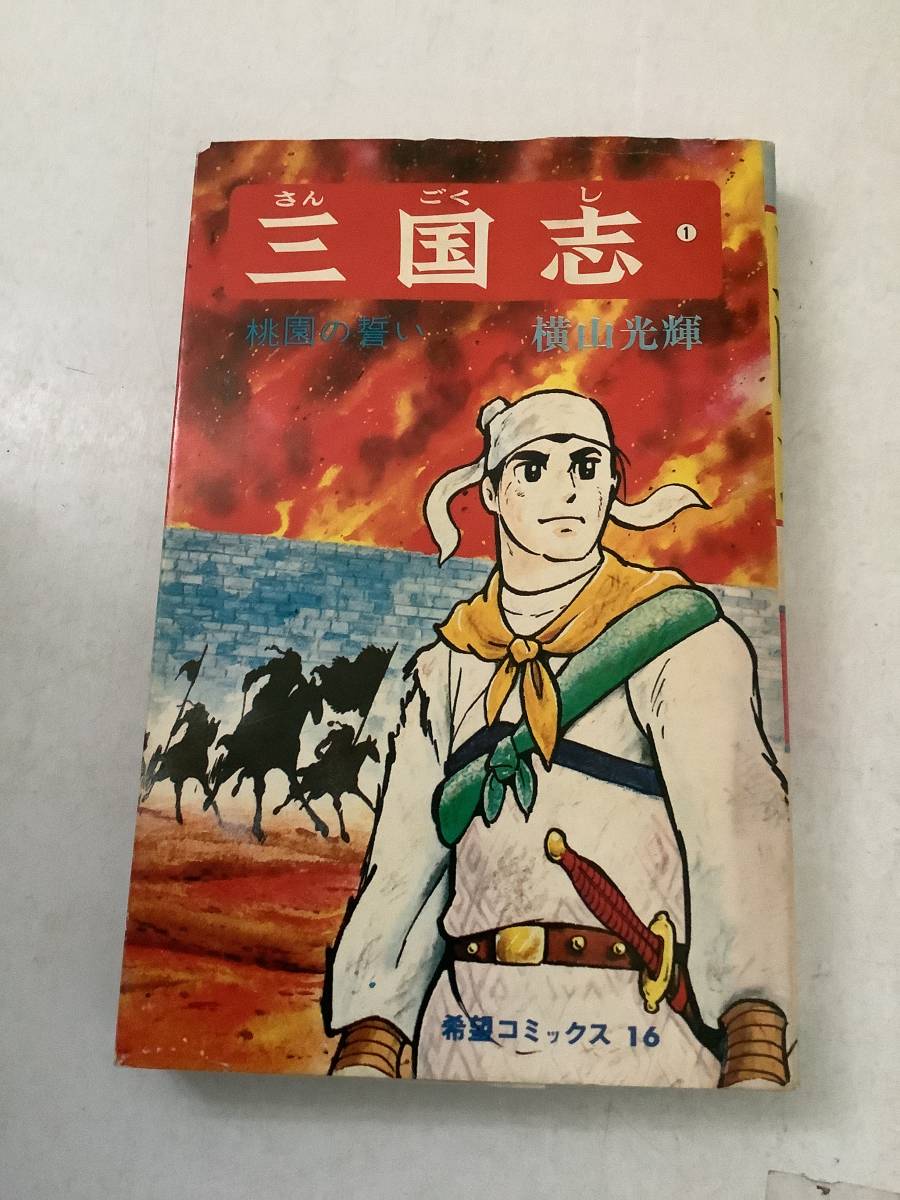 さん ごく し
三国志 ①
桃園の誓い
横山光輝
希望コミックス 16